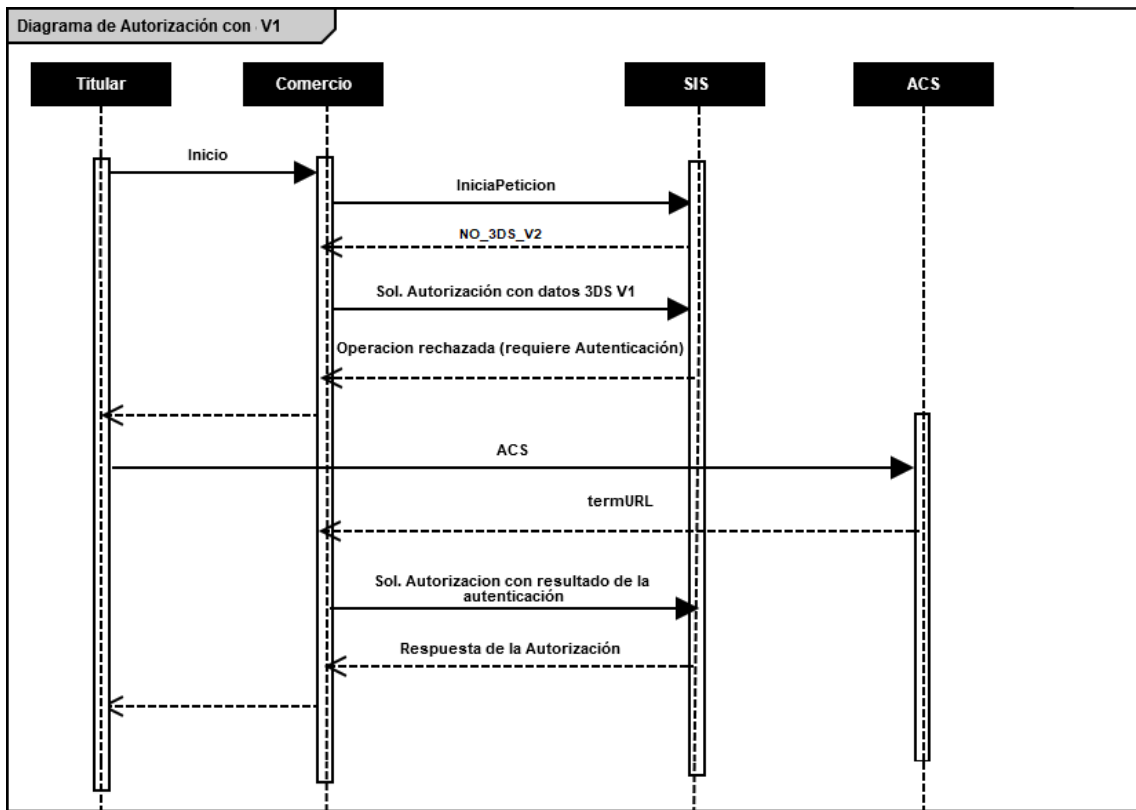 Diagrama de Autorización con V1
Titular
Comercio
SIS
ACS
Inicio
IniciaPeticion
NO_3DS_V2
Sol. Autorización con datos 3DS V1
Operacion rechazada (requiere Autenticación)
ACS
termURL
Sol. Autorizacion con resultado de la
autenticación
Respuesta de la Autorización